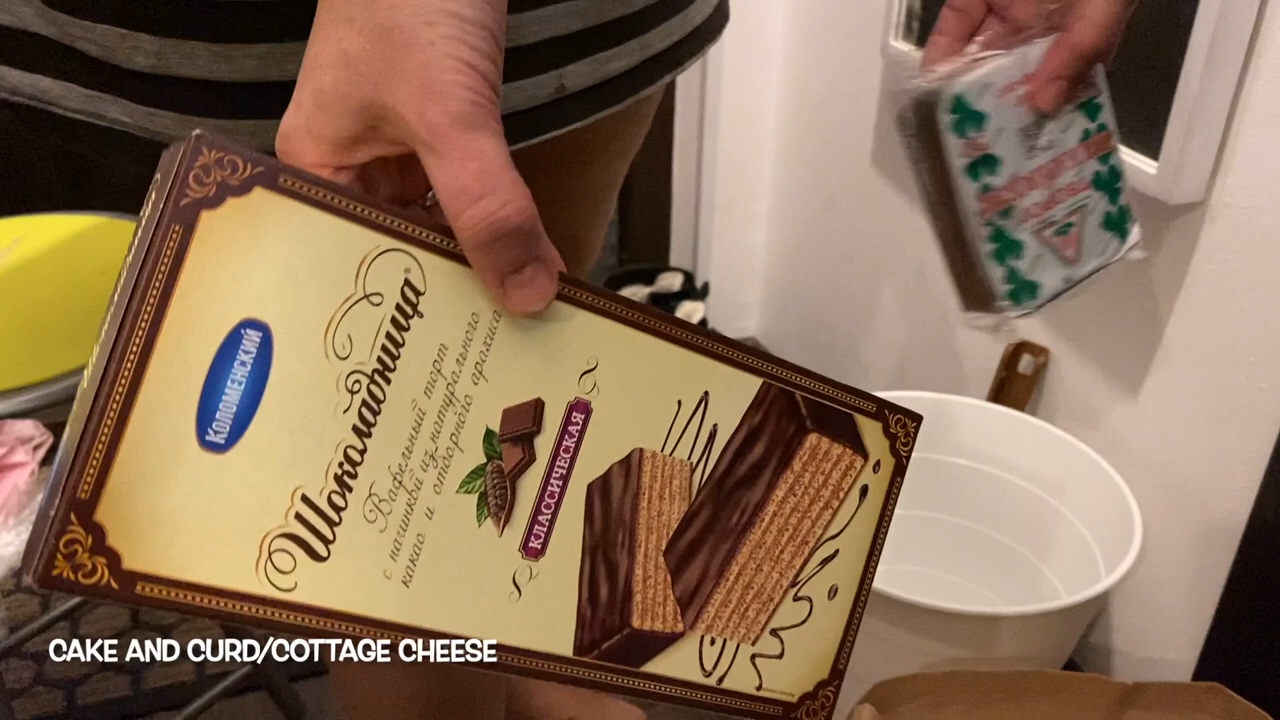 КОЛОМЕНСКИЙ
Шоколадница®
Вафельный торт
с начинкой из натурального
какао и отборного арахиса
КЛАССИЧЕСКАЯ
CAKE AND CURD/COTTAGE CHEESE